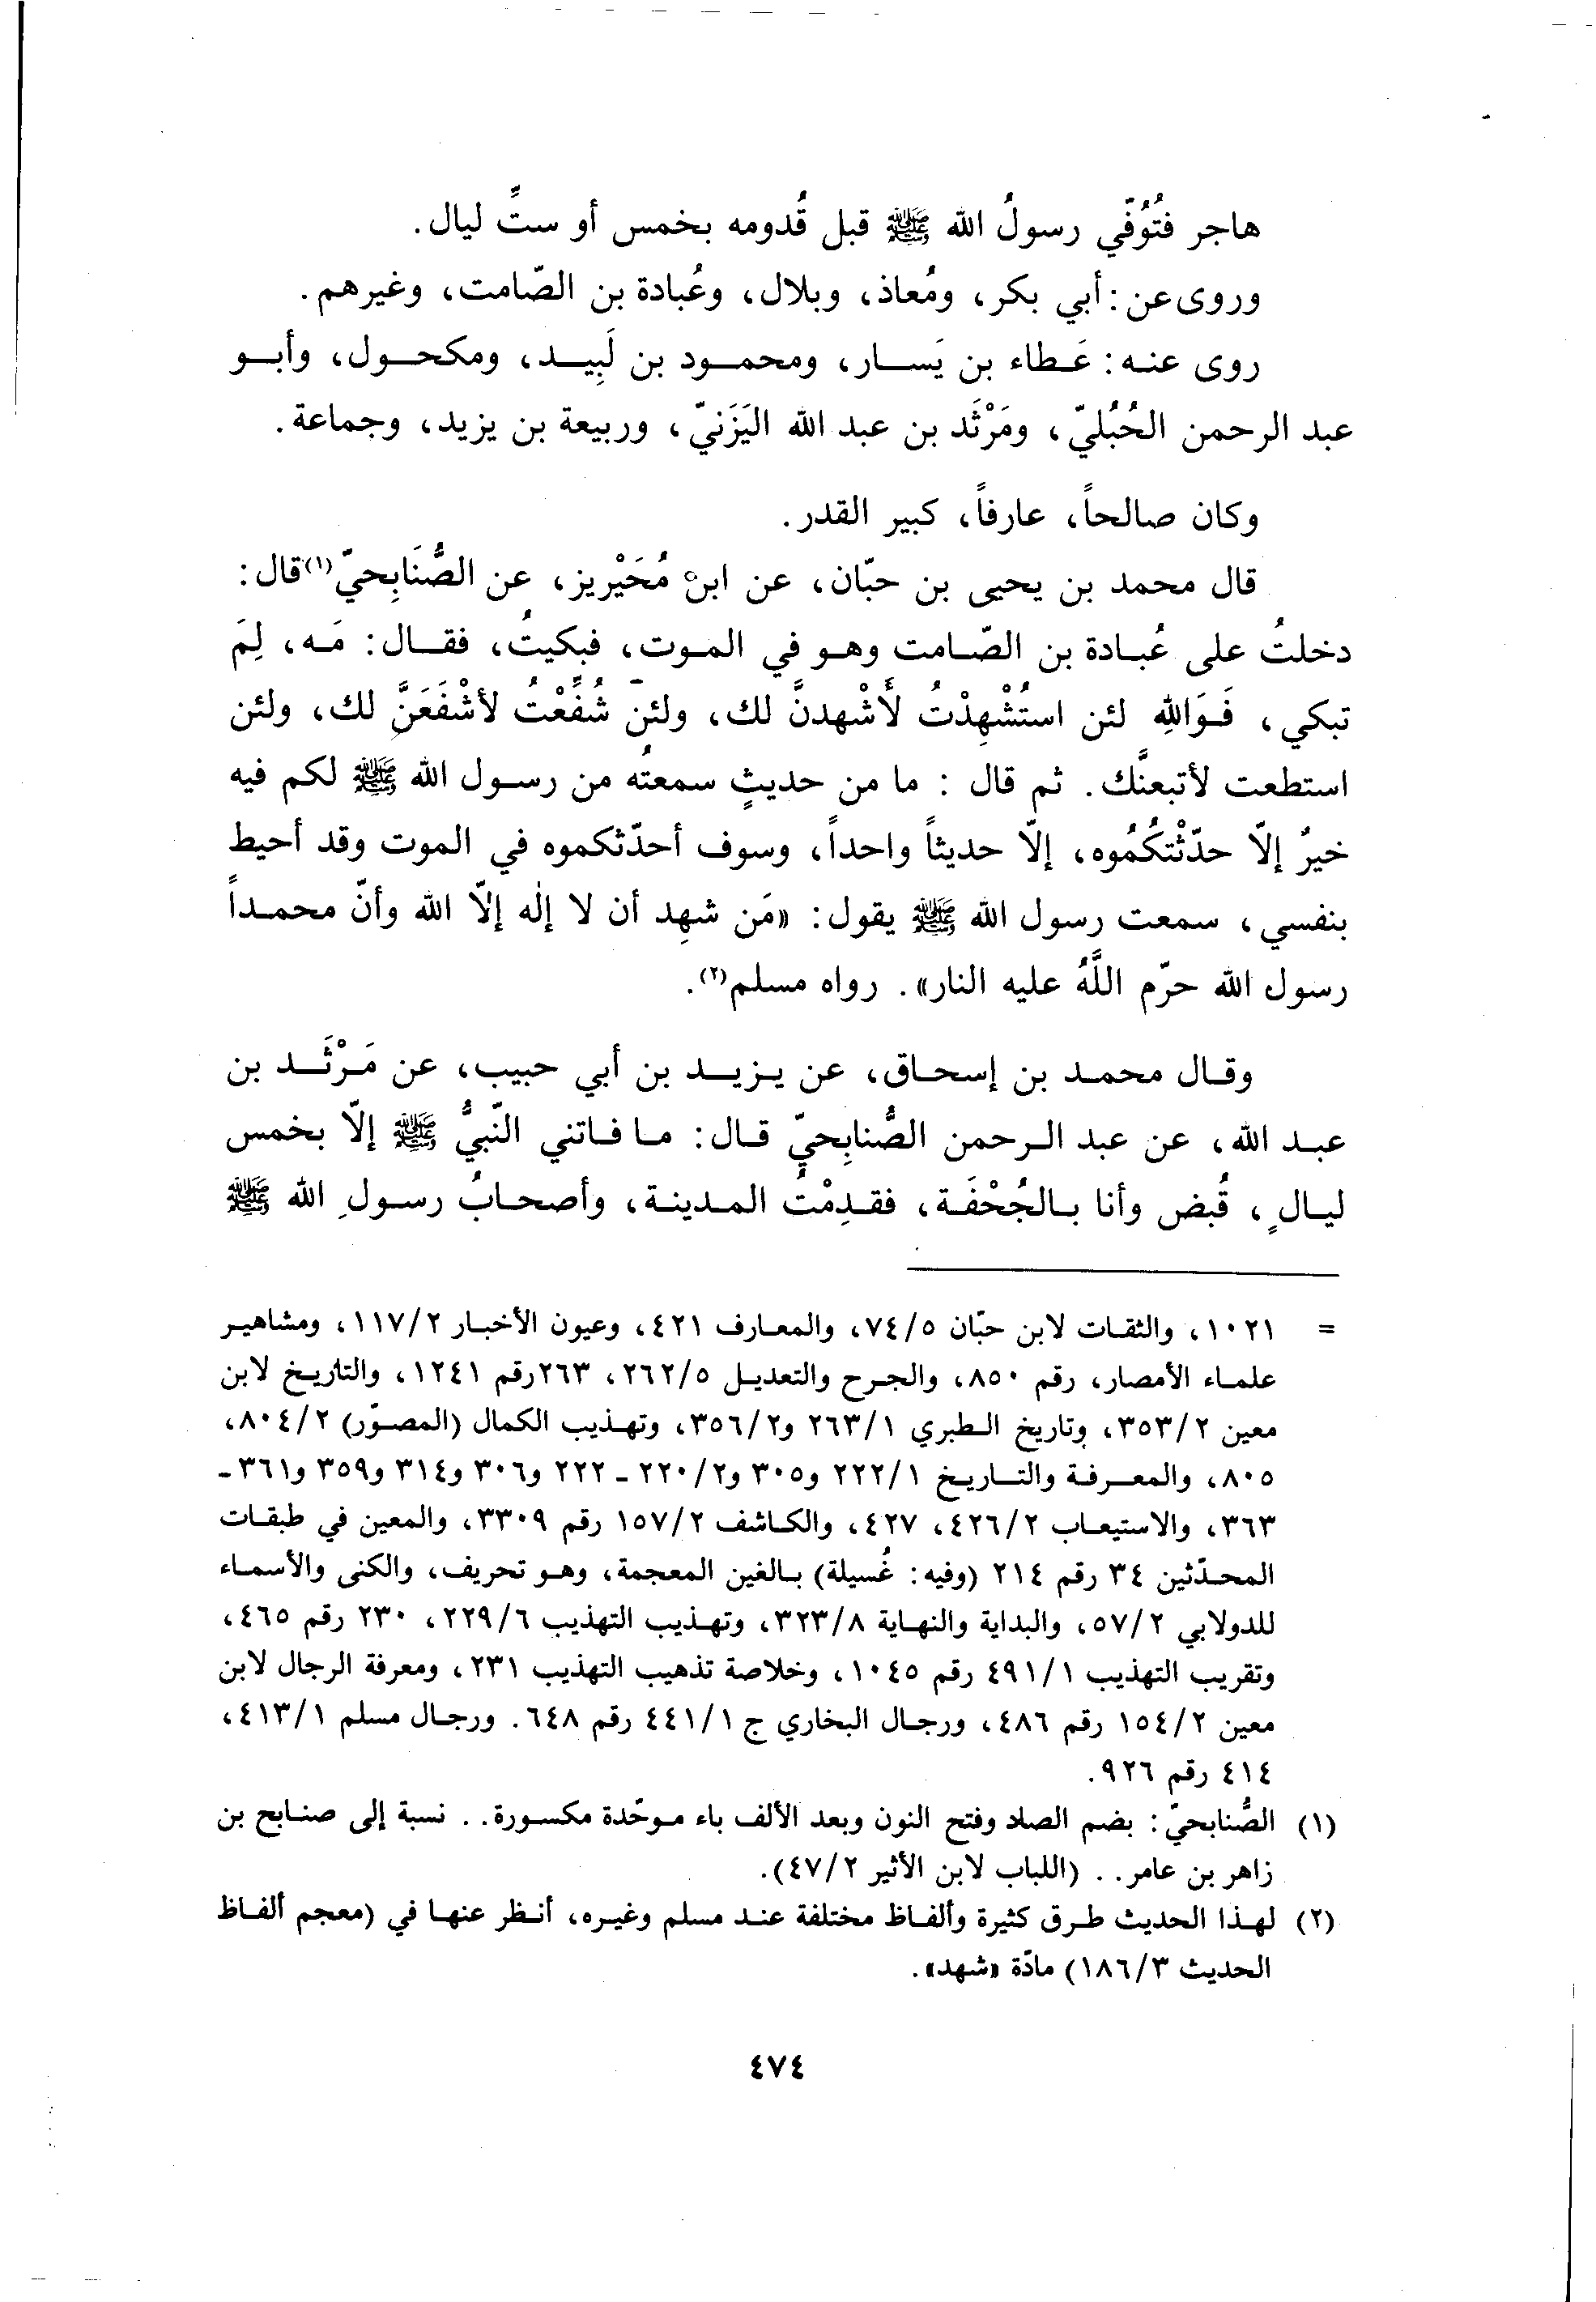 هاجر فتُوُفّي رسولُ الله ﷺ قبل قُدومه بخمس أو ستٍّ ليال.
وروى عن: أبي بكر، ومُعاذ، وبلال، وعُبادة بن الصّامت، وغيرهم.
روى عنه: عَطاء بن يَسار، ومحمود بن لَبِيد، ومكحول، وأبو
عبد الرحمن الحُبُليّ، ومَرْثَد بن عبد الله اليَزَنيّ، وربيعة بن يزيد، وجماعة.
وكان صالحاً، عارفاً، كبير القدر.
قال محمد بن يحيى بن حبّان، عن ابن مُحَيْريز، عن الصُّنَابِحيّ(١) قال:
دخلتُ على عُبادة بن الصّامت وهو في الموت، فبكيتُ، فقال: مَه، لِمَ
تبكي، فَوَاللهِ لئن استُشْهِدْتُ لأَشْهدنَّ لك، ولئن شُفِّعْتُ لأشْفَعَنَّ لك، ولئن
استطعت لأتبعنَّك. ثم قال: ما من حديثٍ سمعتُه من رسول الله ﷺ لكم فيه
خيرٌ إلّا حدّثْتكُمُوه، إلّا حديثاً واحداً، وسوف أحدّثكموه في الموت وقد أحيط
بنفسي، سمعت رسول الله ﷺ يقول: «مَن شهِد أن لا إلٰه إلّا الله وأنّ محمداً
رسول الله حرّم اللَّهُ عليه النار». رواه مسلم(٢).
وقال محمد بن إسحاق، عن يزيد بن أبي حبيب، عن مَرْثَد بن
عبد الله، عن عبد الرحمن الصُّنابِحيّ قال: ما فاتني النّبيُّ ﷺ إلّا بخمس
ليالٍ، قُبض وأنا بالجُحْفَة، فقدِمْتُ المدينة، وأصحابُ رسولِ الله ﷺ
= ١٠٢١، والثقات لابن حبّان ٧٤/٥، والمعارف ٤٢١، وعيون الأخبار ١١٧/٢، ومشاهير
علماء الأمصار، رقم ٨٥٠، والجرح والتعديل ٢٦٢/٥، ٢٦٣ رقم ١٢٤١، والتاريخ لابن
معين ٣٥٣/٢، وتاريخ الطبري ٢٦٣/١ و٣٥٦/٢، وتهذيب الكمال (المصوّر) ٨٠٤/٢،
٨٠٥، والمعرفة والتاريخ ٢٢٢/١ و٣٠٥ و٢٢٠/٢ ـ ٢٢٢ و٣٠٦ و٣١٤ و٣٥٩ و٣٦١ ـ
٣٦٣، والاستيعاب ٤٢٦/٢، ٤٢٧، والكاشف ١٥٧/٢ رقم ٣٣٠٩، والمعين في طبقات
المحدّثين ٣٤ رقم ٢١٤ (وفيه: غُسيلة) بالغين المعجمة، وهو تحريف، والكنى والأسماء
للدولابي ٥٧/٢، والبداية والنهاية ٣٢٣/٨، وتهذيب التهذيب ٢٢٩/٦، ٢٣٠ رقم ٤٦٥،
وتقريب التهذيب ٤٩١/١ رقم ١٠٤٥، وخلاصة تذهيب التهذيب ٢٣١، ومعرفة الرجال لابن
معين ١٥٤/٢ رقم ٤٨٦، ورجال البخاري ج ٤٤١/١ رقم ٦٤٨. ورجال مسلم ٤١٣/١،
٤١٤ رقم ٩٢٦.
(١) الصُّنابحيّ: بضم الصاد وفتح النون وبعد الألف باء موحّدة مكسورة.. نسبة إلى صنابح بن
زاهر بن عامر.. (اللباب لابن الأثير ٤٧/٢).
(٢) لهذا الحديث طرق كثيرة وألفاظ مختلفة عند مسلم وغيره، أنظر عنها في (معجم ألفاظ
الحديث ١٨٦/٣) مادّة «شهد».
٤٧٤